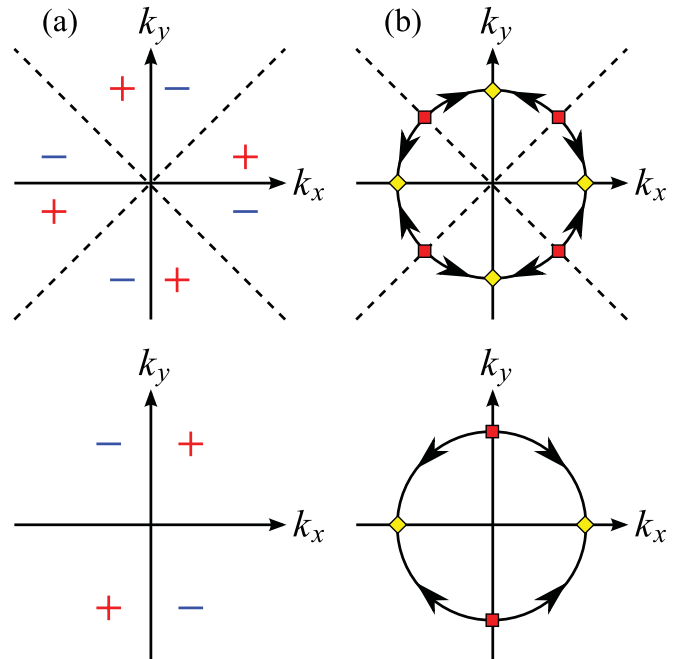 (a) k_y (b) k_y
+ − 
− + k_x k_x
+ −
− +
k_y k_y
− +
k_x k_x
+ −